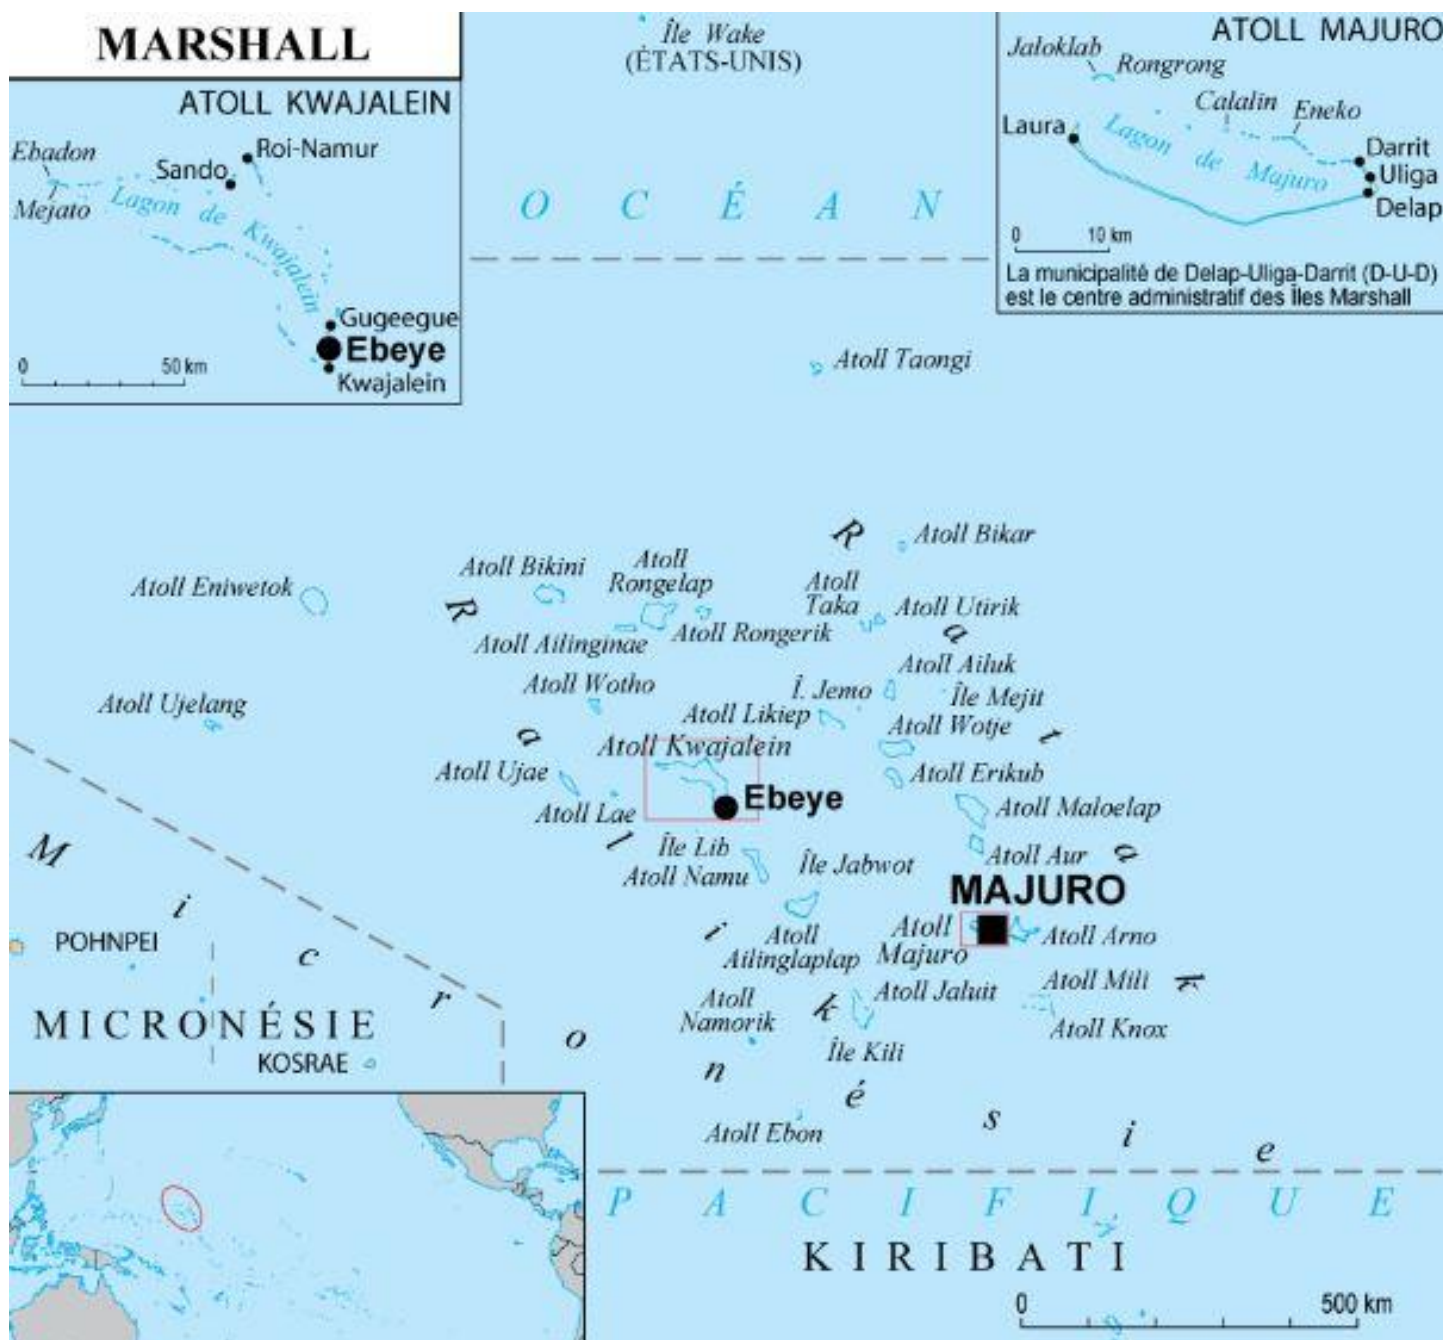 MARSHALL
ATOLL KWAJALEIN
Ebadon
Mejato
Sando
Roi-Namur
Lagon de Kwajalein
Gugeegue
Ebeye
Kwajalein
0 50 km
Île Wake
(ÉTATS-UNIS)
ATOLL MAJURO
Jaloklab
Rongrong
Calalin
Eneko
Laura
Lagon de Majuro
Darrit
Uliga
Delap
0 10 km
La municipalité de Delap-Uliga-Darrit (D-U-D)
est le centre administratif des Îles Marshall
OCÉAN
Atoll Taongi
Ratak
Atoll Bikar
Atoll Eniwetok
Atoll Bikini
Atoll
Rongelap
Atoll
Taka
Atoll Utirik
Ralik
Atoll Ailinginae
Atoll Rongerik
Atoll Ailuk
Atoll Wotho
Î. Jemo
Île Mejit
Atoll Ujelang
Atoll Likiep
Atoll Wotje
Atoll Kwajalein
Atoll Ujae
Atoll Erikub
Ebeye
Atoll Lae
Atoll Maloelap
Île Lib
Atoll Namu
Île Jabwot
Atoll Aur
MAJURO
Atoll
Majuro
Atoll Arno
Atoll
Ailinglaplap
Atoll Jaluit
Atoll Mili
Atoll
Namorik
Atoll Knox
Île Kili
Micronésie
POHNPEI
MICRONÉSIE
KOSRAE
Atoll Ebon
PACIFIQUE
KIRIBATI
0 500 km